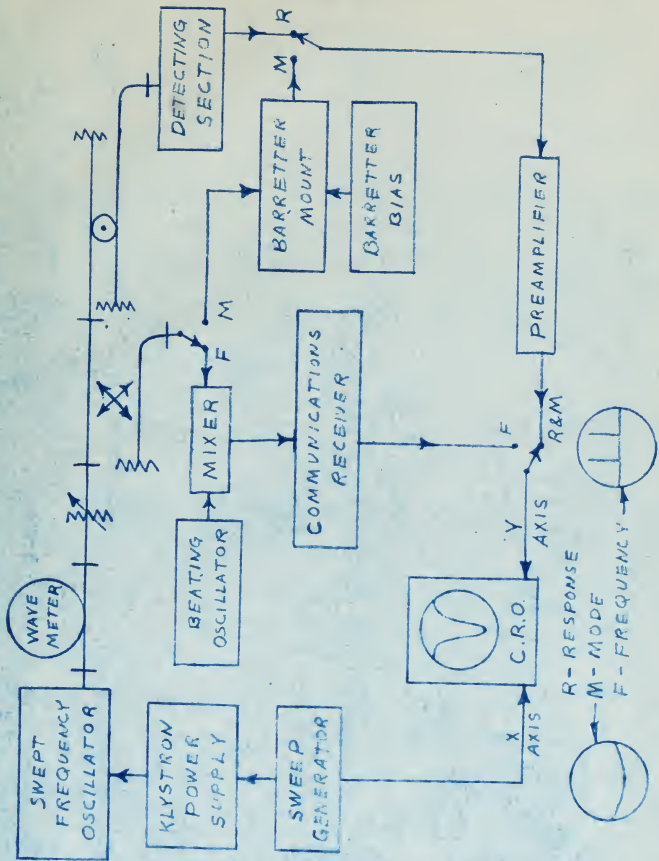 SWEPT
FREQUENCY
OSCILLATOR
WAVE
METER
KLYSTRON
POWER
SUPPLY
SWEEP
GENERATOR
BEATING
OSCILLATOR
MIXER
F
M
COMMUNICATIONS
RECEIVER
DETECTING
SECTION
R
M
BARRETTER
MOUNT
BARRETTER
BIAS
PREAMPLIFIER
F
R&M
Y
AXIS
C.R.O.
X
AXIS
R-RESPONSE
M-MODE
F-FREQUENCY